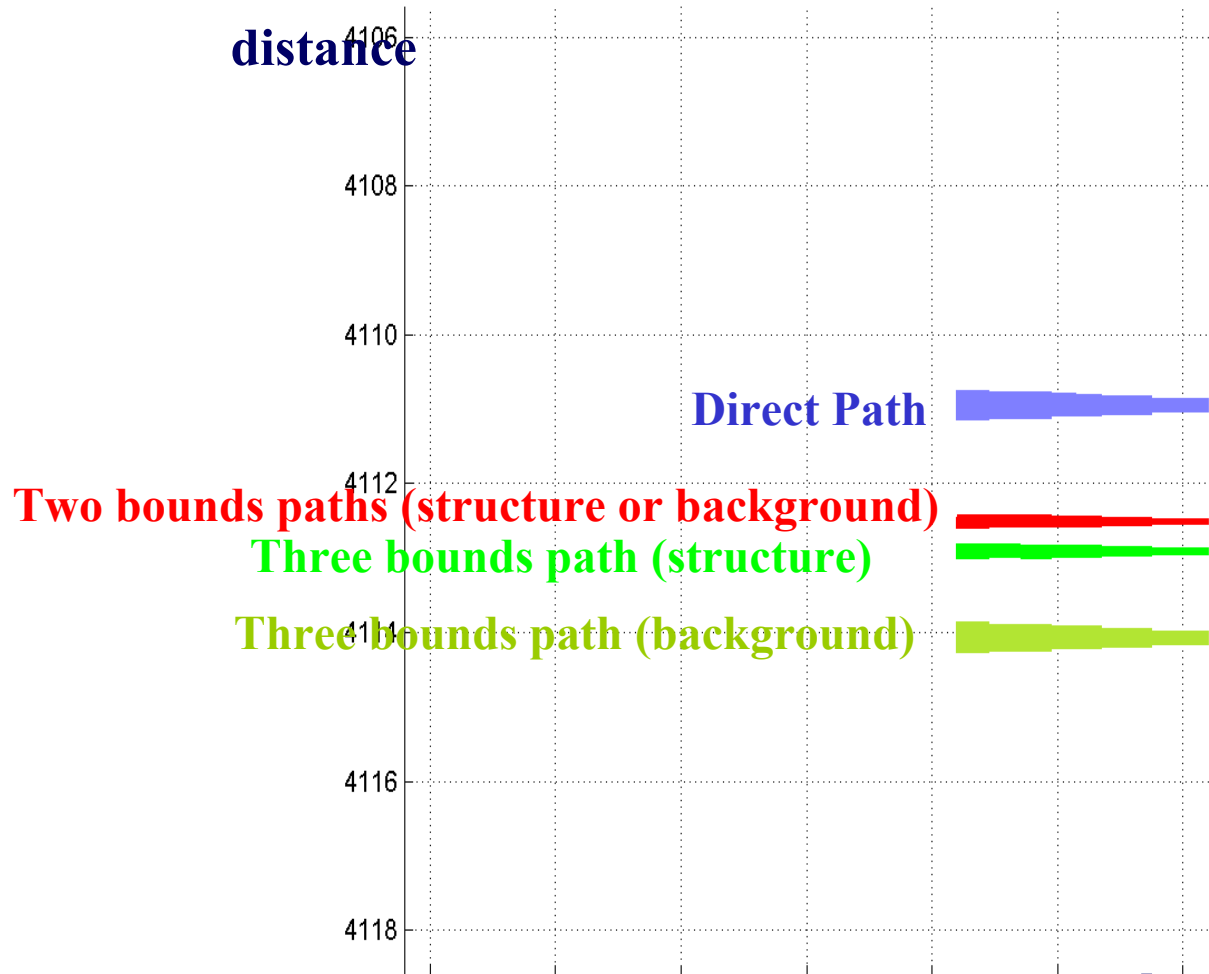 distance
4106
4108
4110
Direct Path
4112
Two bounds paths (structure or background)
Three bounds path (structure)
4114
Three bounds path (background)
4116
4118